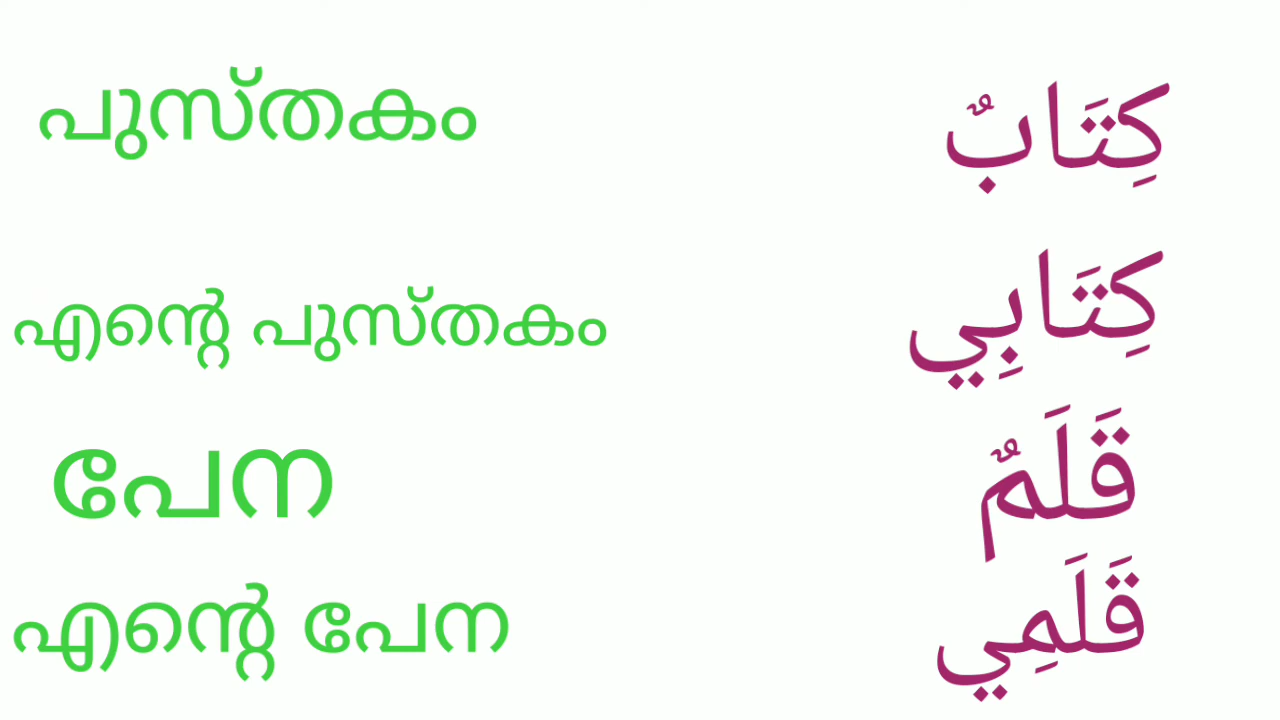 പുസ്തകം كِتَابٌ
എന്റെ പുസ്തകം كِتَابِي
പേന قَلَمٌ
എന്റെ പേന قَلَمِي